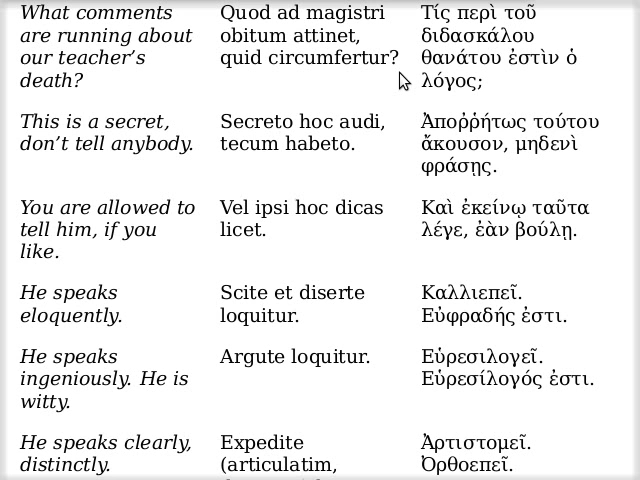 What comments
are running about
our teacher’s
death?
Quod ad magistri
obitum attinet,
quid circumfertur?
Τίς περὶ τοῦ
διδασκάλου
θανάτου ἐστὶν ὁ
λόγος;
This is a secret,
don’t tell anybody.
Secreto hoc audi,
tecum habeto.
Ἀποῤῥήτως τούτου
ἄκουσον, μηδενὶ
φράσῃς.
You are allowed to
tell him, if you
like.
Vel ipsi hoc dicas
licet.
Καὶ ἐκείνῳ ταῦτα
λέγε, ἐὰν βούλῃ.
He speaks
eloquently.
Scite et diserte
loquitur.
Καλλιεπεῖ.
Εὐφραδής ἐστι.
He speaks
ingeniously. He is
witty.
Argute loquitur.
Εὑρεσιλογεῖ.
Εὑρεσίλογός ἐστι.
He speaks clearly,
distinctly.
Expedite
(articulatim,
Ἀρτιστομεῖ.
Ὀρθοεπεῖ.